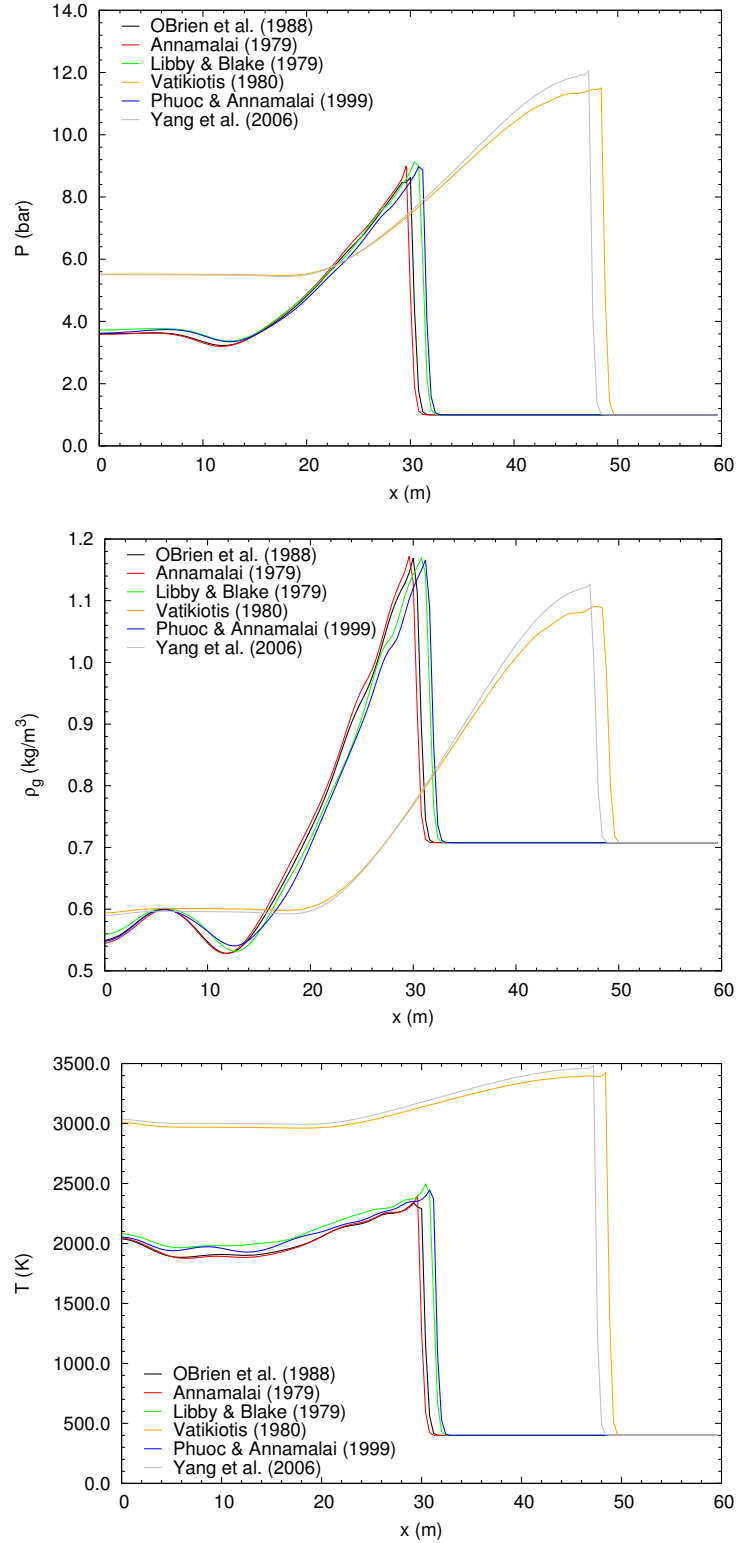 14.0
12.0
10.0
8.0
6.0
4.0
2.0
0.0
P (bar)
OBrien et al. (1988)
Annamalai (1979)
Libby & Blake (1979)
Vatikiotis (1980)
Phuoc & Annamalai (1999)
Yang et al. (2006)
0 10 20 30 40 50 60
x (m)
1.2
1.1
1.0
0.9
0.8
0.7
0.6
0.5
ρg (kg/m³)
OBrien et al. (1988)
Annamalai (1979)
Libby & Blake (1979)
Vatikiotis (1980)
Phuoc & Annamalai (1999)
Yang et al. (2006)
0 10 20 30 40 50 60
x (m)
3500.0
3000.0
2500.0
2000.0
1500.0
1000.0
500.0
0.0
T (K)
OBrien et al. (1988)
Annamalai (1979)
Libby & Blake (1979)
Vatikiotis (1980)
Phuoc & Annamalai (1999)
Yang et al. (2006)
0 10 20 30 40 50 60
x (m)